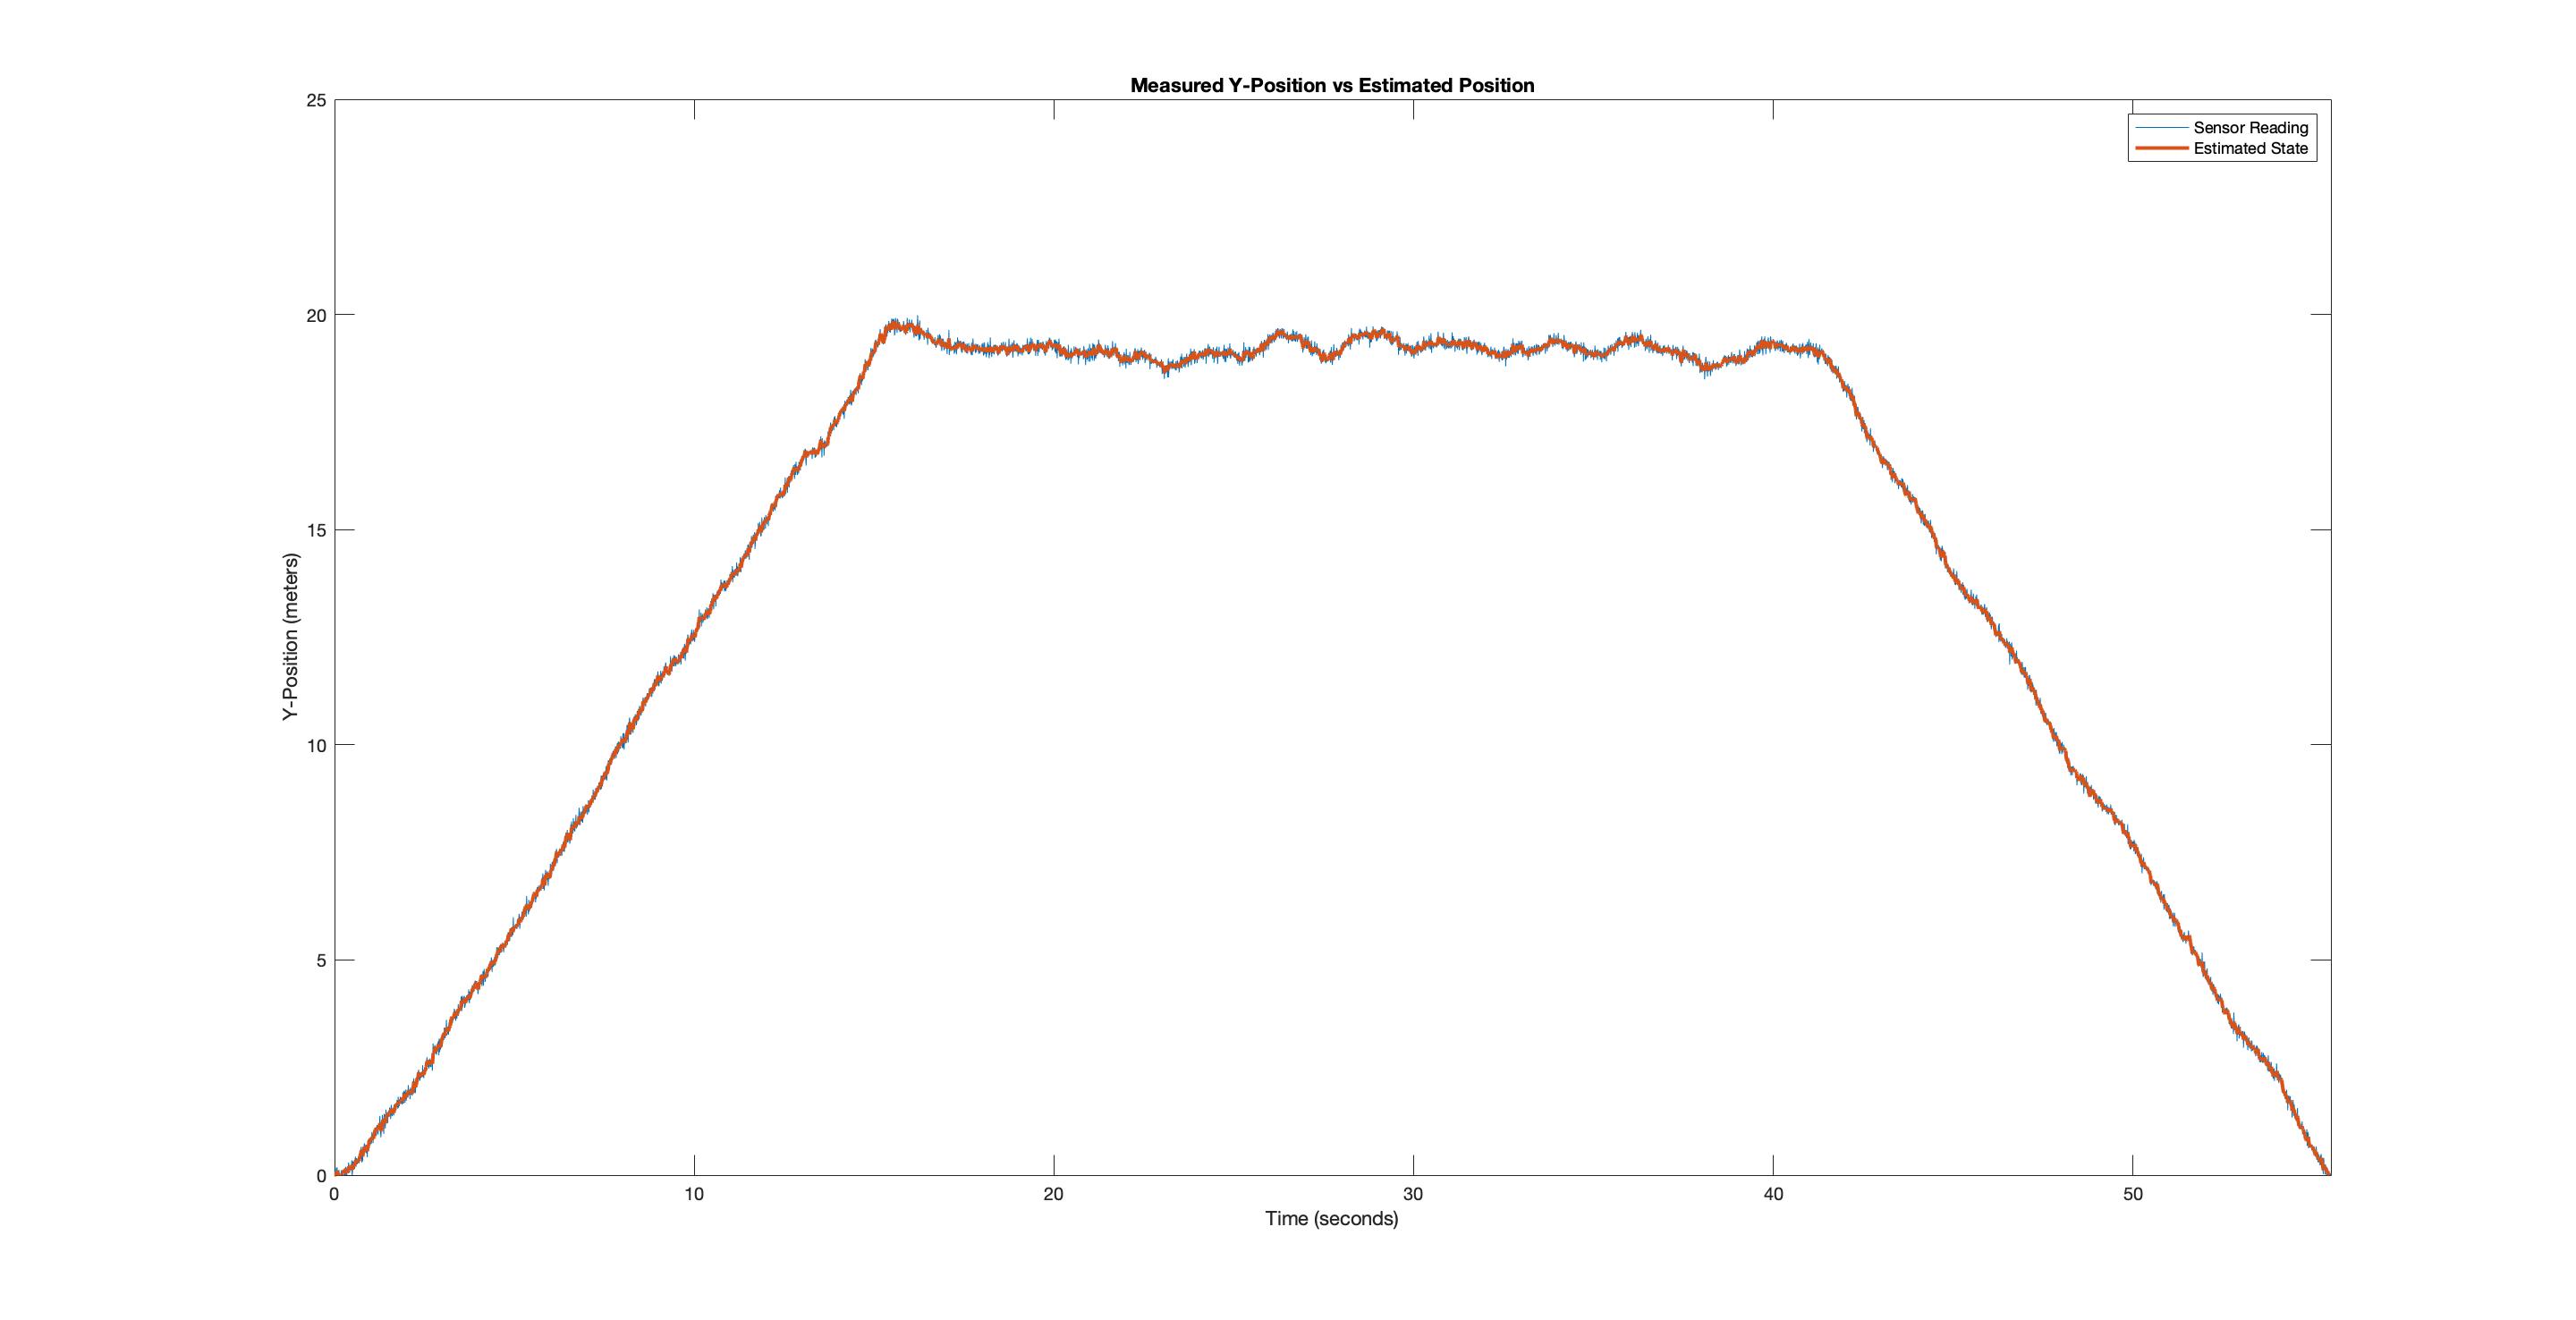 Measured Y-Position vs Estimated Position
25
Sensor Reading
Estimated State
20
15
Y-Position (meters)
10
5
0
0 10 20 30 40 50
Time (seconds)